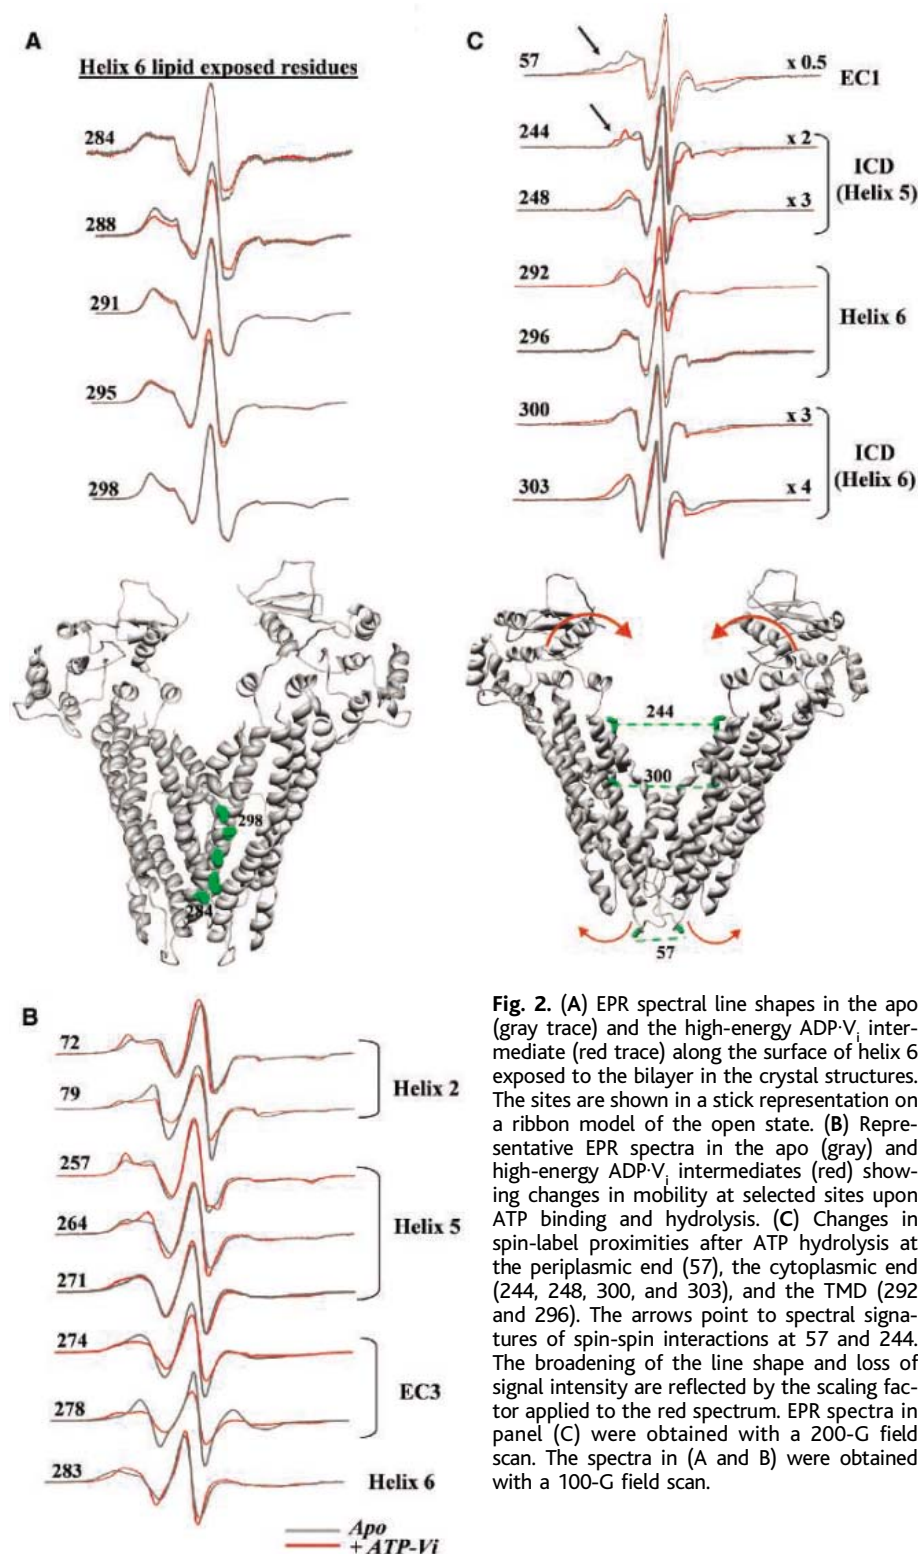 A
Helix 6 lipid exposed residues
284
288
291
295
298
298
284
C
57
x 0.5
EC1
244
x 2
248
x 3
ICD
(Helix 5)
292
296
Helix 6
300
x 3
303
x 4
ICD
(Helix 6)
244
300
57
B
72
79
Helix 2
257
264
271
Helix 5
274
278
EC3
283
Helix 6
Apo
+ ATP-Vi
Fig. 2. (A) EPR spectral line shapes in the apo
(gray trace) and the high-energy ADP·Vi inter-
mediate (red trace) along the surface of helix 6
exposed to the bilayer in the crystal structures.
The sites are shown in a stick representation on
a ribbon model of the open state. (B) Repre-
sentative EPR spectra in the apo (gray) and
high-energy ADP·Vi intermediates (red) show-
ing changes in mobility at selected sites upon
ATP binding and hydrolysis. (C) Changes in
spin-label proximities after ATP hydrolysis at
the periplasmic end (57), the cytoplasmic end
(244, 248, 300, and 303), and the TMD (292
and 296). The arrows point to spectral signa-
tures of spin-spin interactions at 57 and 244.
The broadening of the line shape and loss of
signal intensity are reflected by the scaling fac-
tor applied to the red spectrum. EPR spectra in
panel (C) were obtained with a 200-G field
scan. The spectra in (A and B) were obtained
with a 100-G field scan.